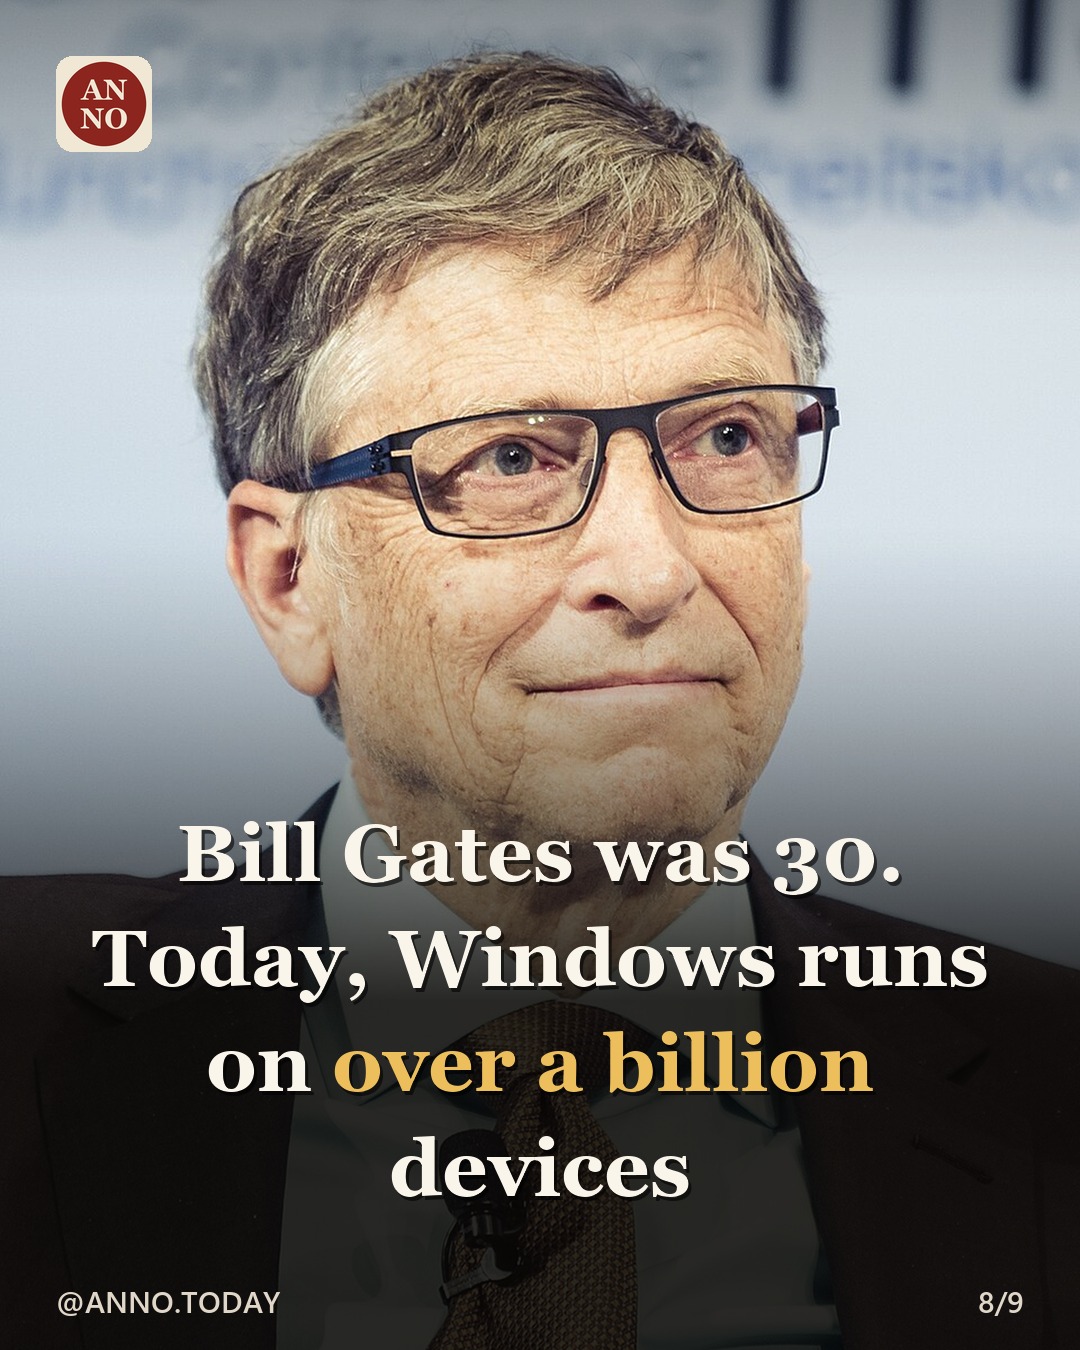 AN
NO
Bill Gates was 30.
Today, Windows runs
on over a billion
devices
@ANNO.TODAY
8/9